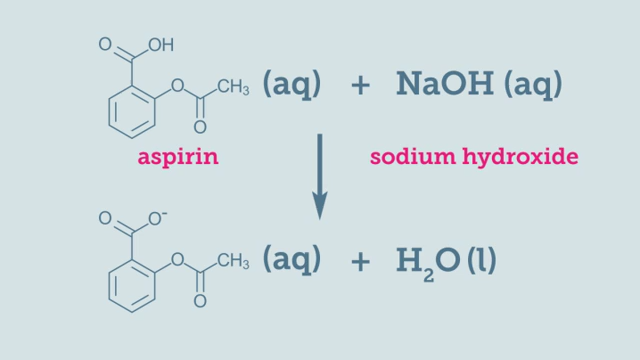 O OH
O CH₃ (aq) + NaOH (aq)
O
aspirin sodium hydroxide
O O⁻
O CH₃ (aq) + H₂O (l)
O